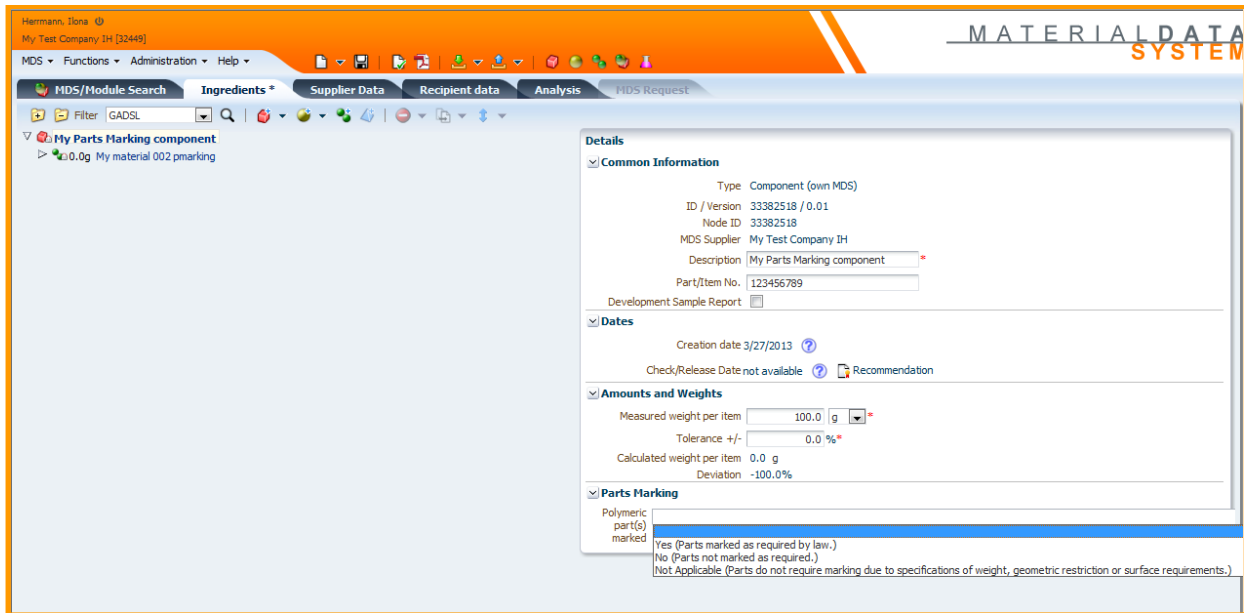 Herrmann, Ilona
My Test Company IH [32449]
MATERIALDATA
SYSTEM
MDS Functions Administration Help
MDS/Module Search Ingredients * Supplier Data Recipient data Analysis MDS Request
Filter GADSL
My Parts Marking component
0.0g My material 002 pmarking
Details
Common Information
Type Component (own MDS)
ID / Version 33382518 / 0.01
Node ID 33382518
MDS Supplier My Test Company IH
Description My Parts Marking component *
Part/Item No. 123456789
Development Sample Report
Dates
Creation date 3/27/2013 ?
Check/Release Date not available ? Recommendation
Amounts and Weights
Measured weight per item 100.0 g *
Tolerance +/- 0.0 %*
Calculated weight per item 0.0 g
Deviation -100.0%
Parts Marking
Polymeric
part(s)
marked
Yes (Parts marked as required by law.)
No (Parts not marked as required.)
Not Applicable (Parts do not require marking due to specifications of weight, geometric restriction or surface requirements.)